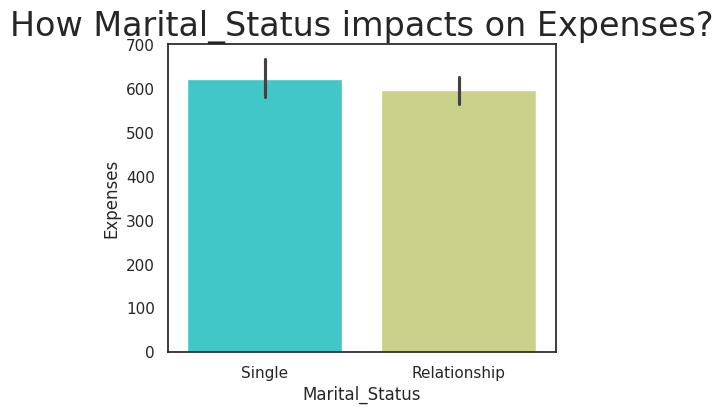 How Marital_Status impacts on Expenses?
700
600
500
400
300
200
100
0
Expenses
Single Relationship
Marital_Status